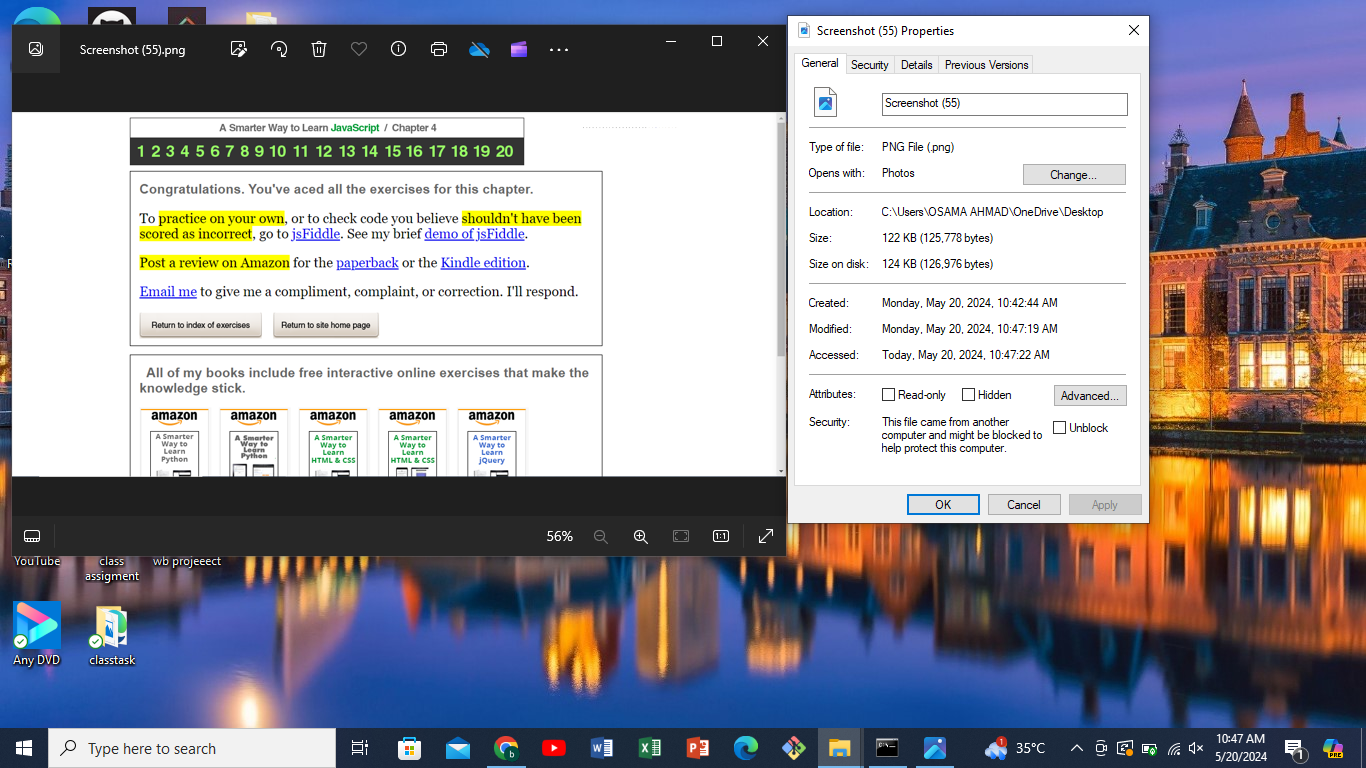 Screenshot (55).png
A Smarter Way to Learn JavaScript / Chapter 4
1 2 3 4 5 6 7 8 9 10 11 12 13 14 15 16 17 18 19 20
Congratulations. You've aced all the exercises for this chapter.
To practice on your own, or to check code you believe shouldn't have been
scored as incorrect, go to jsFiddle. See my brief demo of jsFiddle.
Post a review on Amazon for the paperback or the Kindle edition.
Email me to give me a compliment, complaint, or correction. I'll respond.
Return to index of exercises Return to site home page
All of my books include free interactive online exercises that make the
knowledge stick.
amazon amazon amazon amazon amazon
A Smarter Way to Learn Python
A Smarter Way to Learn Python
A Smarter Way to Learn HTML & CSS
A Smarter Way to Learn HTML & CSS
A Smarter Way to Learn jQuery
56% 1:1
Screenshot (55) Properties
General Security Details Previous Versions
Screenshot (55)
Type of file: PNG File (.png)
Opens with: Photos Change...
Location: C:\Users\OSAMA AHMAD\OneDrive\Desktop
Size: 122 KB (125,778 bytes)
Size on disk: 124 KB (126,976 bytes)
Created: Monday, May 20, 2024, 10:42:44 AM
Modified: Monday, May 20, 2024, 10:47:19 AM
Accessed: Today, May 20, 2024, 10:47:22 AM
Attributes: Read-only Hidden Advanced...
Security: This file came from another
computer and might be blocked to
help protect this computer.
Unblock
OK Cancel Apply
YouTube
class
assigment
wb projeeect
Any DVD
classtask
Type here to search
35°C
10:47 AM
5/20/2024
1
PRE